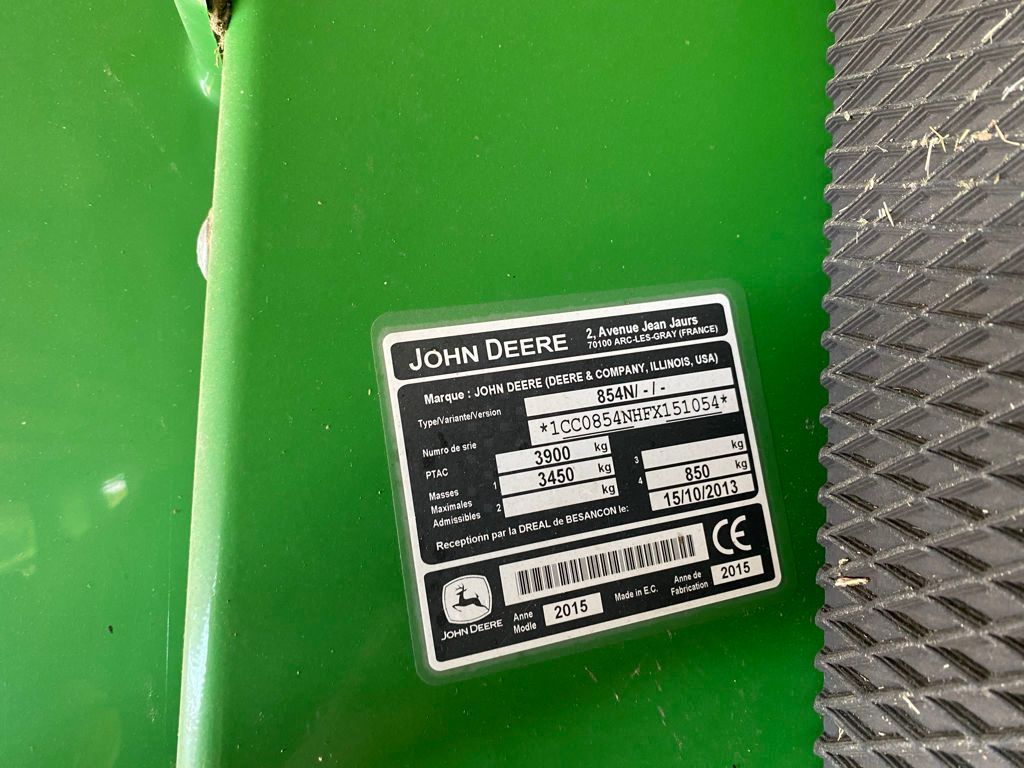 JOHN DEERE
2, Avenue Jean Jaurs
70100 ARC-LES-GRAY (FRANCE)
Marque : JOHN DEERE (DEERE & COMPANY, ILLINOIS, USA)
Type/Variante/Version 854N/ - / -
Numro de srie *1CC0854NHFX151054*
PTAC 3900 kg
Masses Maximales Admissibles
1 3450 kg
2 kg
3 kg
4 850 kg
Receptionn par la DREAL de BESANCON le: 15/10/2013
CE
JOHN DEERE
Anne Modle 2015
Made in E.C.
Anne de Fabrication 2015